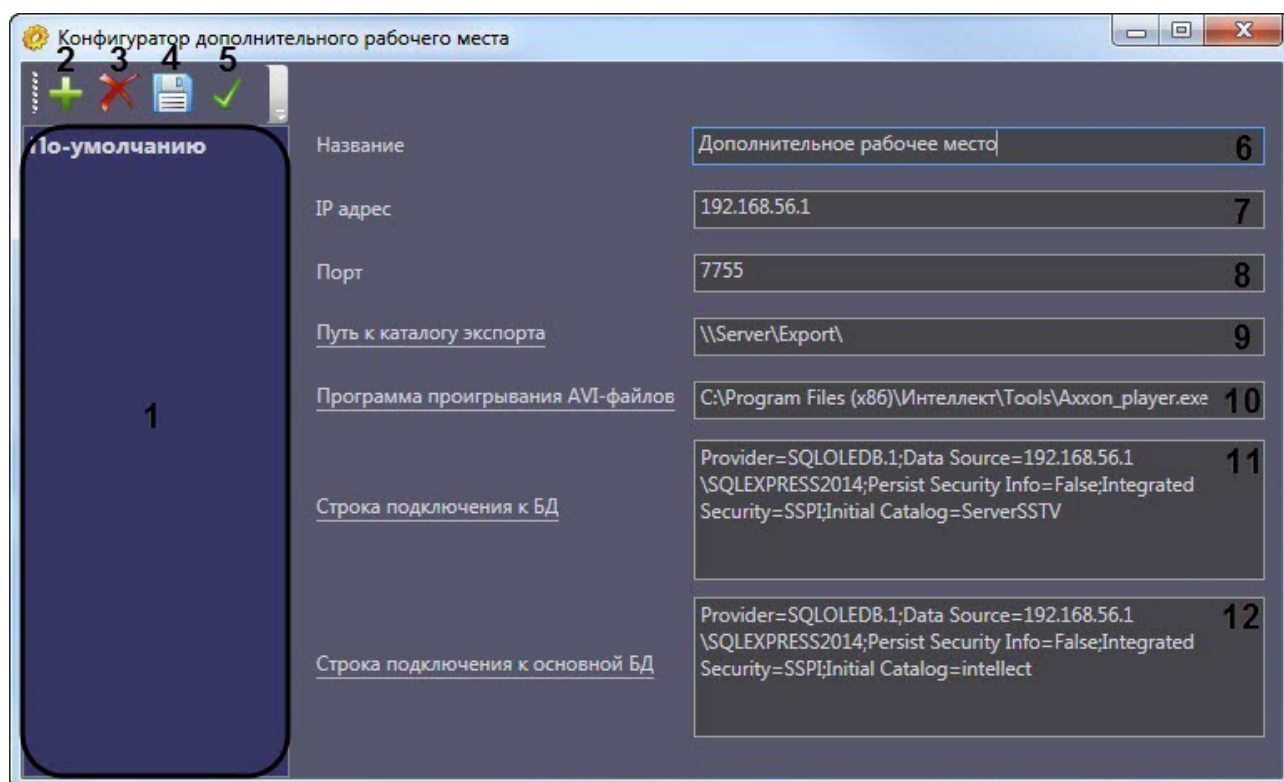 Конфигуратор дополнительного рабочего места
2 3 4 5
По-умолчанию
1
Название
Дополнительное рабочее место 6
IP адрес
192.168.56.1 7
Порт
7755 8
Путь к каталогу экспорта
\\Server\Export\ 9
Программа проигрывания AVI-файлов
C:\Program Files (x86)\Интеллект\Tools\Axxon_player.exe 10
Строка подключения к БД
Provider=SQLOLEDB.1;Data Source=192.168.56.1 11
\SQLEXPRESS2014;Persist Security Info=False;Integrated
Security=SSPI;Initial Catalog=ServerSSTV
Строка подключения к основной БД
Provider=SQLOLEDB.1;Data Source=192.168.56.1 12
\SQLEXPRESS2014;Persist Security Info=False;Integrated
Security=SSPI;Initial Catalog=intellect